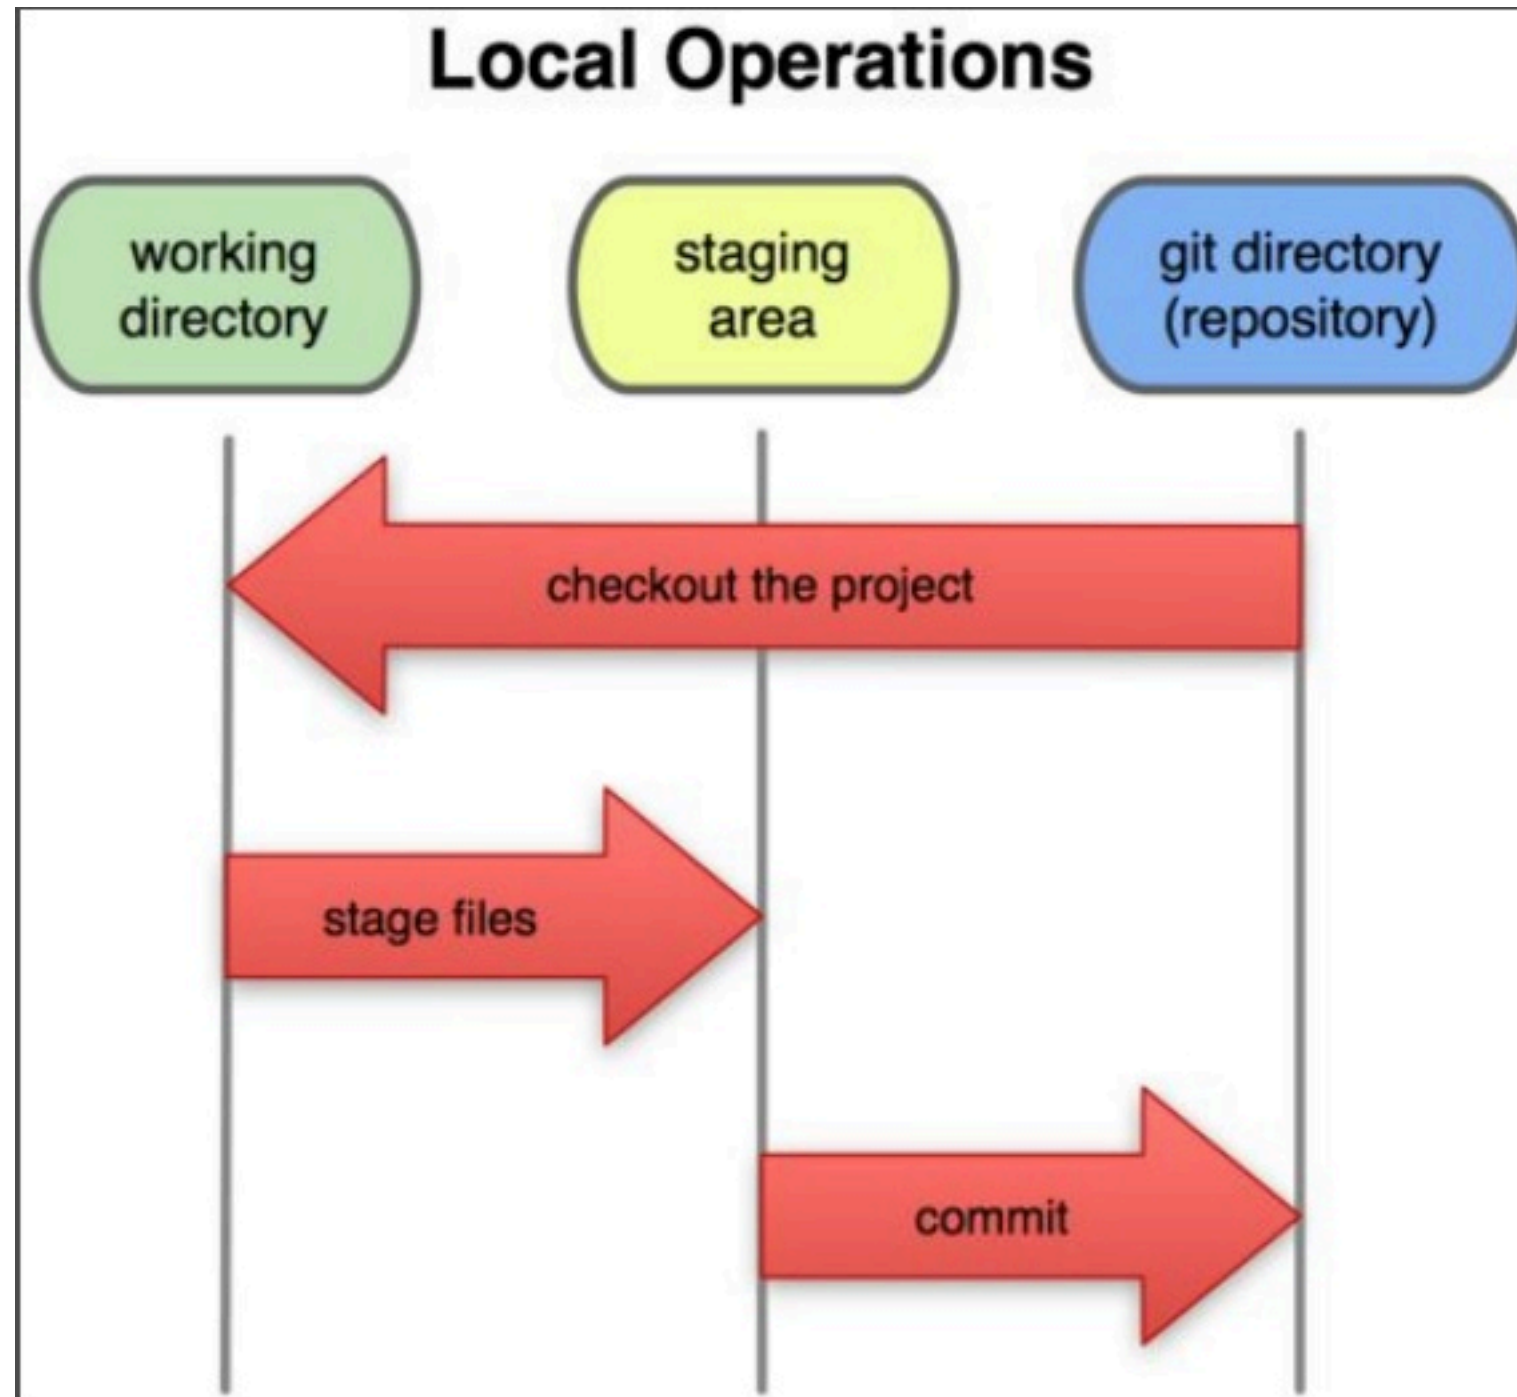 Local Operations
working
directory
staging
area
git directory
(repository)
checkout the project
stage files
commit